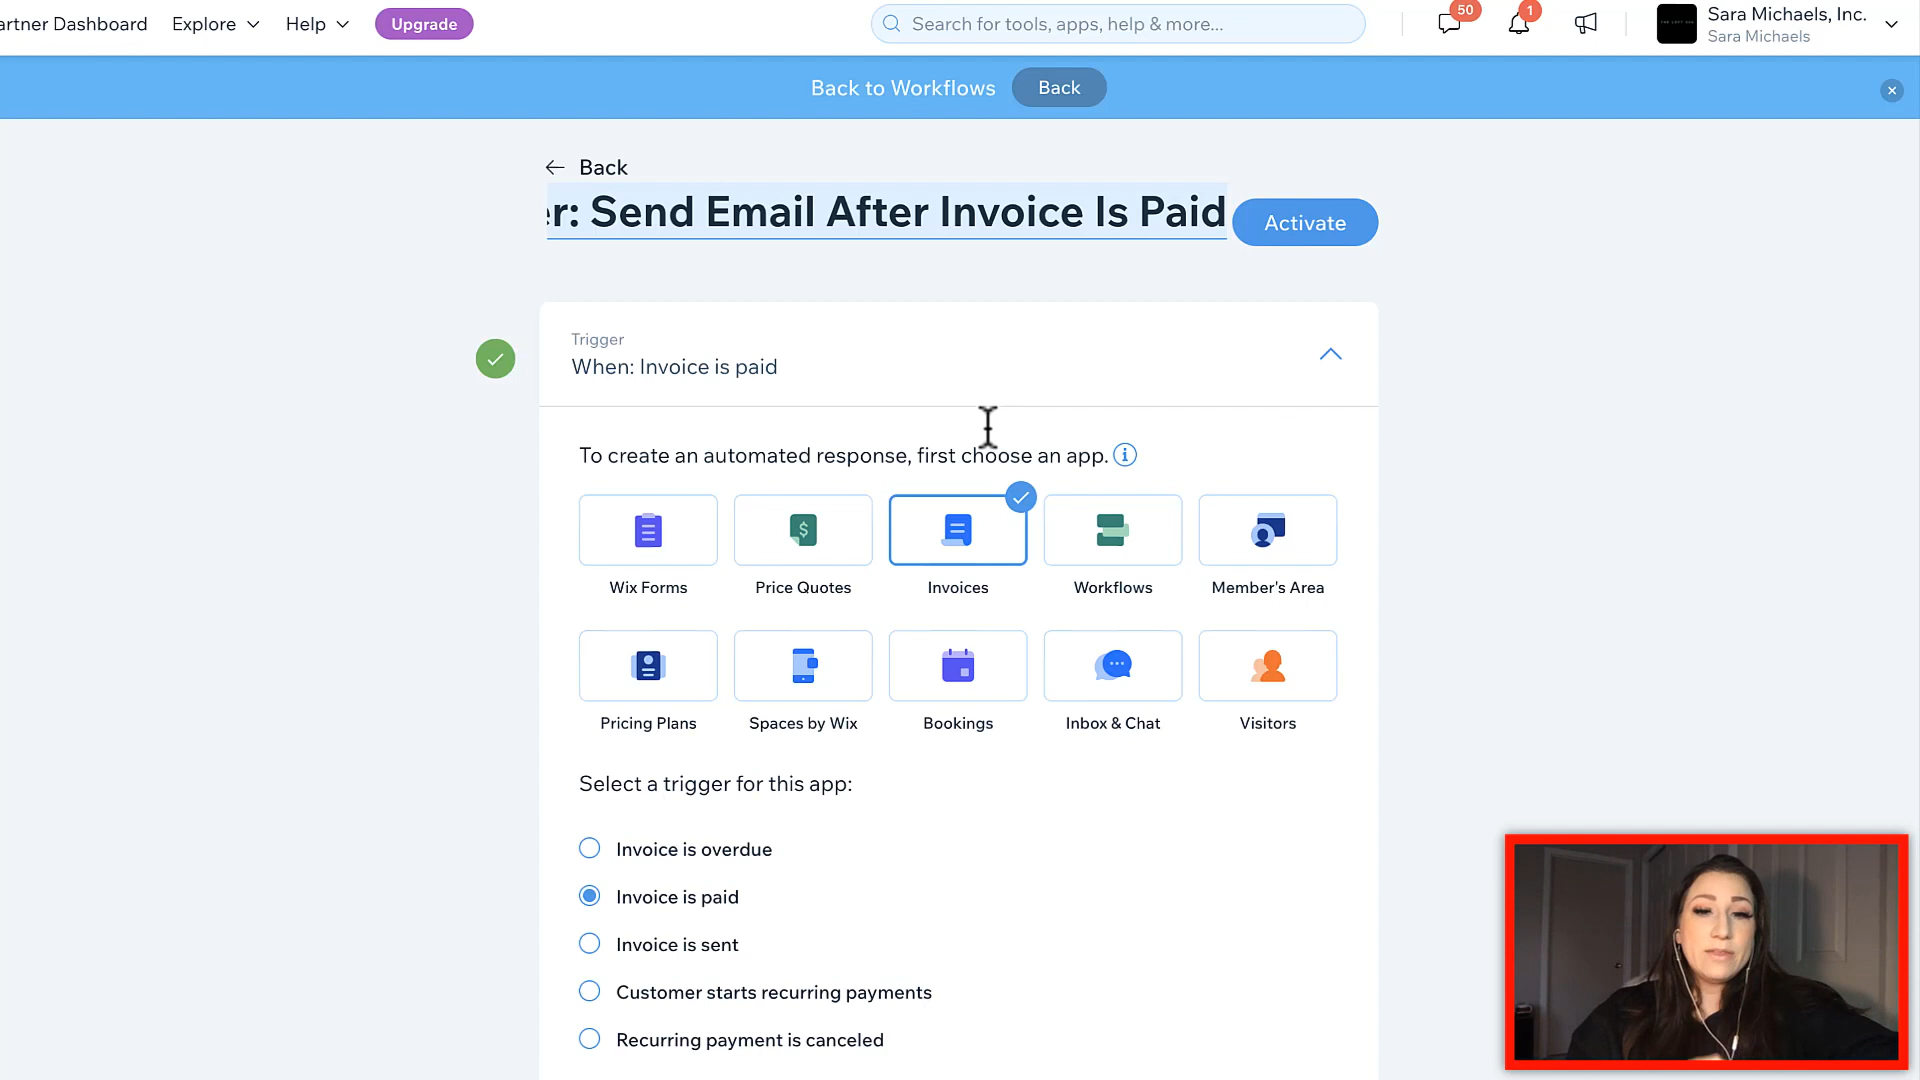 artner Dashboard
Explore
Help
Upgrade
Search for tools, apps, help & more...
50
1
Sara Michaels, Inc.
Sara Michaels
Back to Workflows
Back
Back
er: Send Email After Invoice Is Paid
Activate
Trigger
When: Invoice is paid
To create an automated response, first choose an app.
Wix Forms
Price Quotes
Invoices
Workflows
Member's Area
Pricing Plans
Spaces by Wix
Bookings
Inbox & Chat
Visitors
Select a trigger for this app:
Invoice is overdue
Invoice is paid
Invoice is sent
Customer starts recurring payments
Recurring payment is canceled